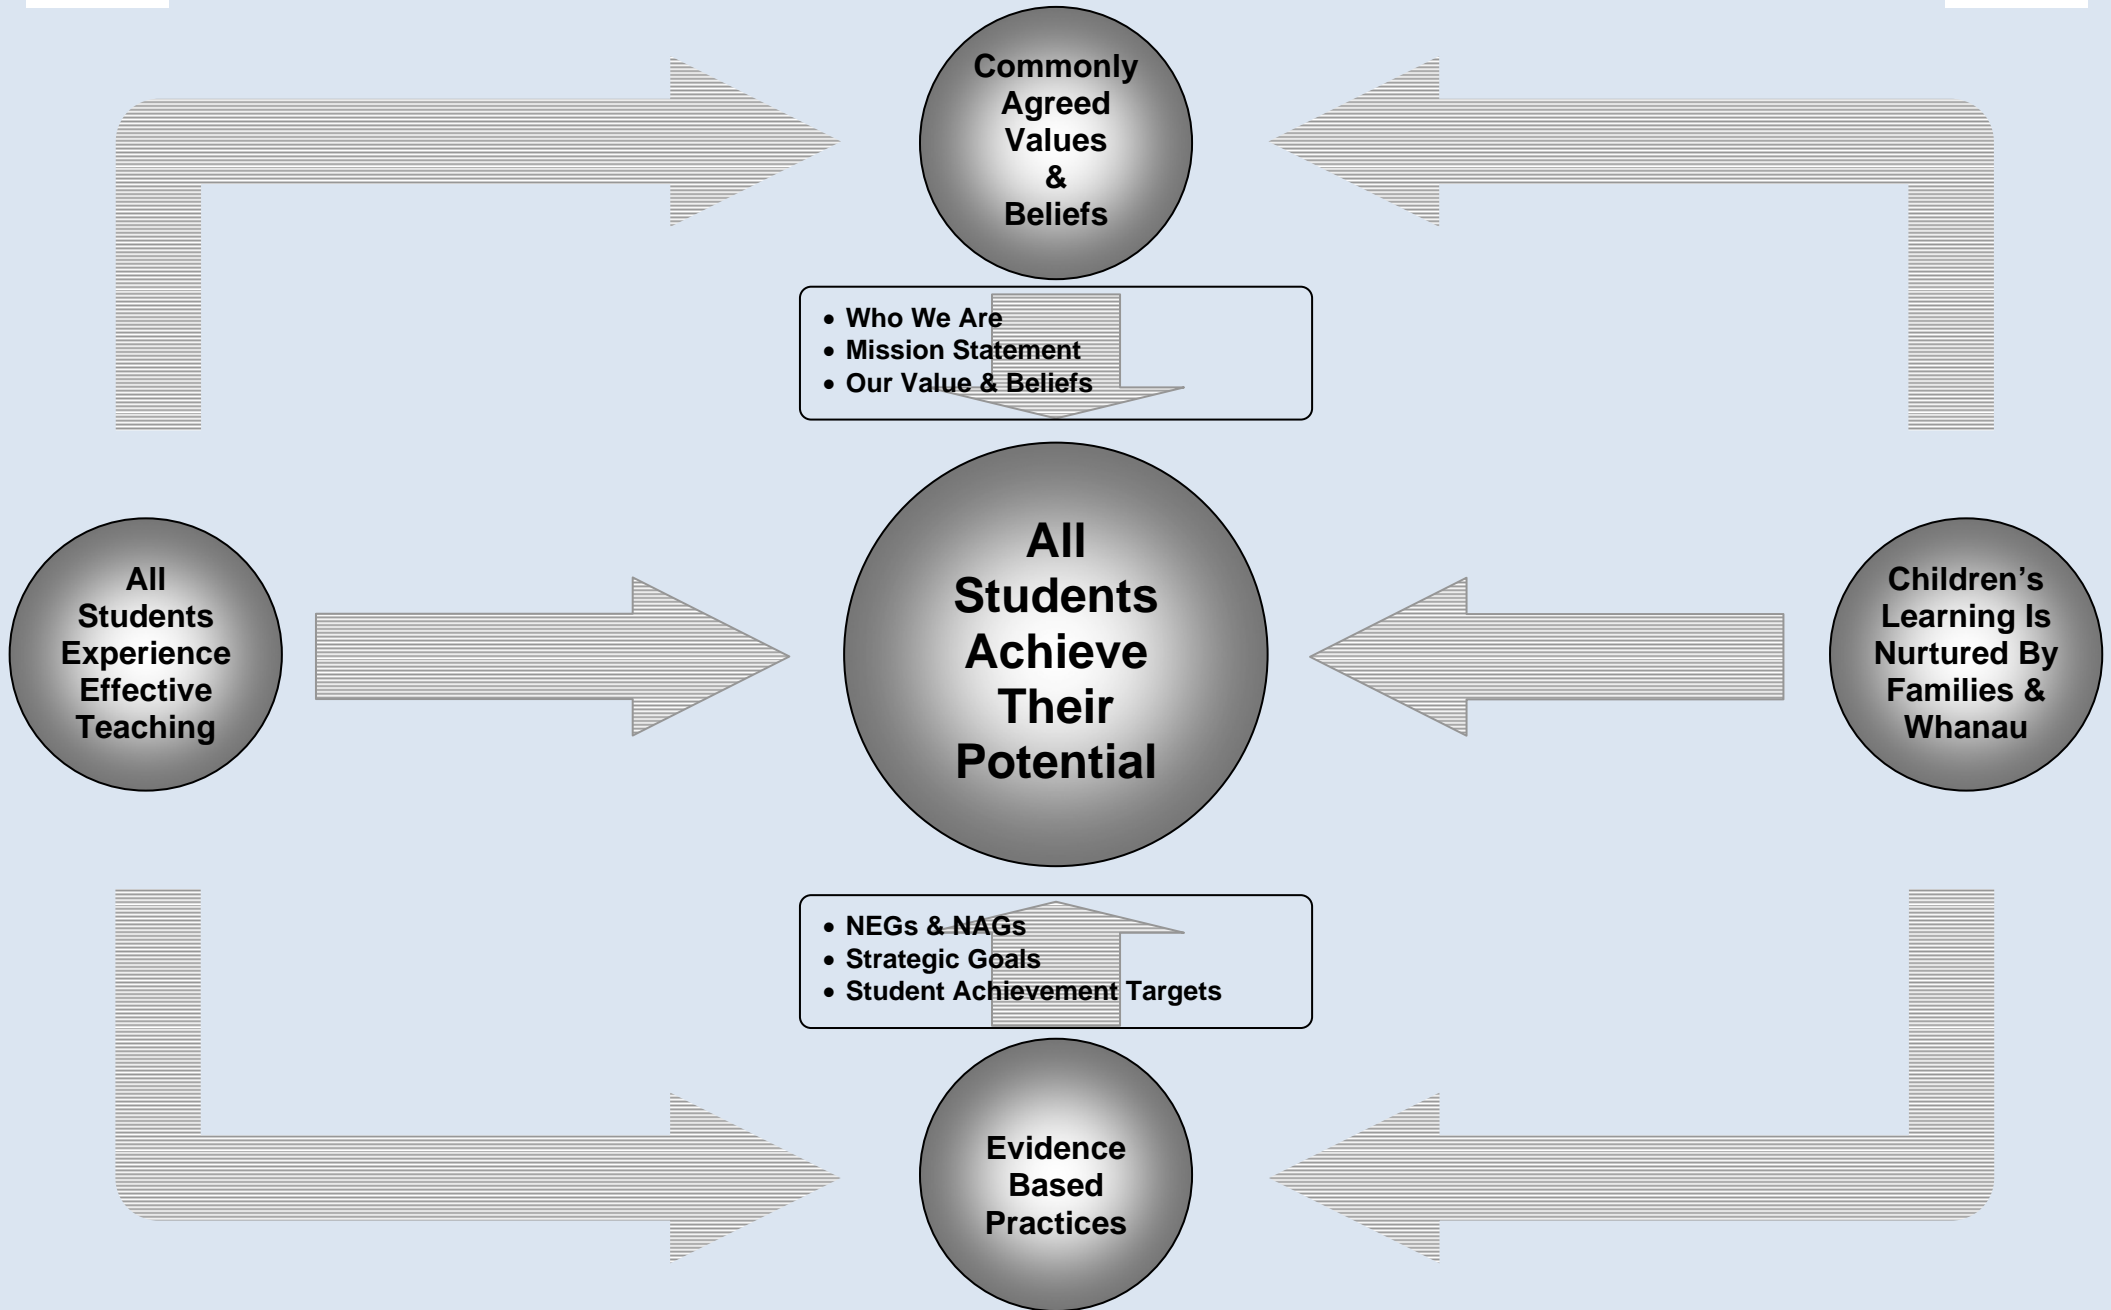 Commonly
Agreed
Values
&
Beliefs
• Who We Are
• Mission Statement
• Our Value & Beliefs
All
Students
Experience
Effective
Teaching
All
Students
Achieve
Their
Potential
Children’s
Learning Is
Nurtured By
Families &
Whanau
• NEGs & NAGs
• Strategic Goals
• Student Achievement Targets
Evidence
Based
Practices